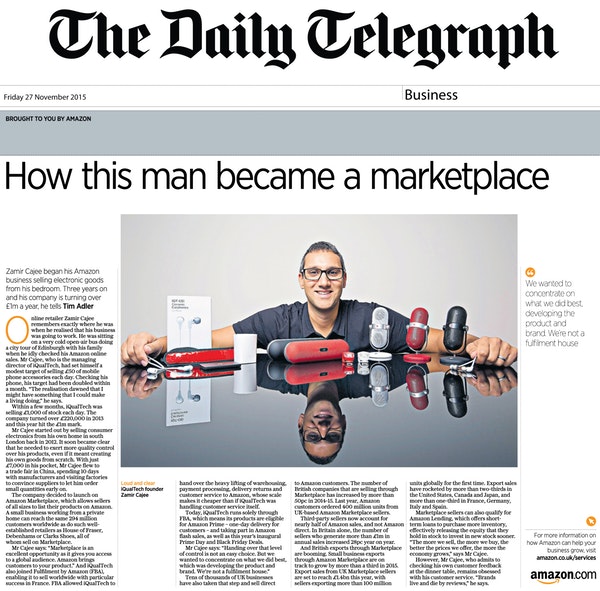 The Daily Telegraph
Friday 27 November 2015
Business
BROUGHT TO YOU BY AMAZON
How this man became a marketplace
Zamir Cajee began his Amazon
business selling electronic goods
from his bedroom. Three years on
and his company is turning over
£1m a year, he tells Tim Adler
Online retailer Zamir Cajee
remembers exactly where he was
when he realised that his business
was going to work. He was sitting
on a very cold open-air bus doing
a city tour of Edinburgh with his family
when he idly checked his Amazon online
sales. Mr Cajee, who is the managing
director of iQualTech, had set himself a
modest target of selling £50 of mobile
phone accessories each day. Checking his
phone, his target had been doubled within
a month. "The realisation dawned that I
might have something that I could make
a living doing," he says.
Within a few months, iQualTech was
selling £1,000 of stock each day. The
company turned over £220,000 in 2013
and this year hit the £1m mark.
Mr Cajee started out by selling consumer
electronics from his own home in south
London back in 2012. It soon became clear
that he needed to exert more quality control
over his products, even if it meant creating
his own goods from scratch. With just
£7,000 in his pocket, Mr Cajee flew to
a trade fair in China, spending 10 days
with manufacturers and visiting factories
to convince suppliers to let him order
small quantities early on.
The company decided to launch on
Amazon Marketplace, which allows sellers
of all sizes to list their products on Amazon.
A small business working from a private
home can reach the same 294 million
customers worldwide as do such well-
established retailers as House of Fraser,
Debenhams or Clarks Shoes, all of
whom sell on Marketplace.
Mr Cajee says: "Marketplace is an
excellent opportunity as it gives you access
to a global audience. Amazon brings
customers to your product." And iQualTech
also joined Fulfilment by Amazon (FBA),
enabling it to sell worldwide with particular
success in France. FBA allowed iQualTech to
Loud and clear
iQualTech founder
Zamir Cajee
hand over the heavy lifting of warehousing,
payment processing, delivery returns and
customer service to Amazon, whose scale
makes it cheaper than if iQualTech was
handling customer service itself.
Today, iQualTech runs solely through
FBA, which means its products are eligible
for Amazon Prime – one-day delivery for
customers – and taking part in Amazon
flash sales, as well as this year's inaugural
Prime Day and Black Friday Deals.
Mr Cajee says: "Handing over that level
of control is not an easy choice. But we
wanted to concentrate on what we did best,
which was developing the product and
brand. We're not a fulfilment house."
Tens of thousands of UK businesses
have also taken that step and sell direct
to Amazon customers. The number of
British companies that are selling through
Marketplace has increased by more than
50pc in 2014-15. Last year, Amazon
customers ordered 400 million units from
UK-based Amazon Marketplace sellers.
Third-party sellers now account for
nearly half of Amazon sales, and not Amazon
direct. In Britain alone, the number of
sellers who generate more than £1m in
annual sales increased 28pc year on year
And British exports through Marketplace
are booming. Small business exports
through Amazon Marketplace are on
track to grow by more than a third in 2015.
Export sales from UK Marketplace sellers
are set to reach £1.4bn this year, with
sellers exporting more than 100 million
units globally for the first time. Export sales
have rocketed by more than two-thirds in
the United States, Canada and Japan, and
more than one-third in France, Germany,
Italy and Spain.
Marketplace sellers can also qualify for
Amazon Lending, which offers short-
term loans to purchase more inventory,
effectively releasing the equity that they
hold in stock to invest in new stock sooner.
"The more we sell, the more we buy, the
better the prices we offer, the more the
economy grows," says Mr Cajee.
However, Mr Cajee, who admits to
checking his own customer feedback
at the dinner table, remains obsessed
with his customer service. "Brands
live and die by reviews," he says.
We wanted to
concentrate on
what we did best,
developing the
product and
brand. We're not a
fulfilment house
For more information on
how Amazon can help your
business grow, visit
amazon.co.uk/services
amazon.com